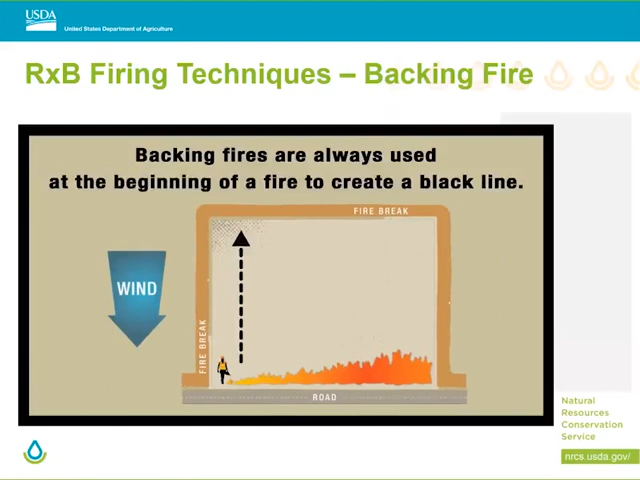 USDA
United States Department of Agriculture
RxB Firing Techniques – Backing Fire
Backing fires are always used
at the beginning of a fire to create a black line.
FIRE BREAK
WIND
FIRE BREAK
ROAD
Natural
Resources
Conservation
Service
nrcs.usda.gov/